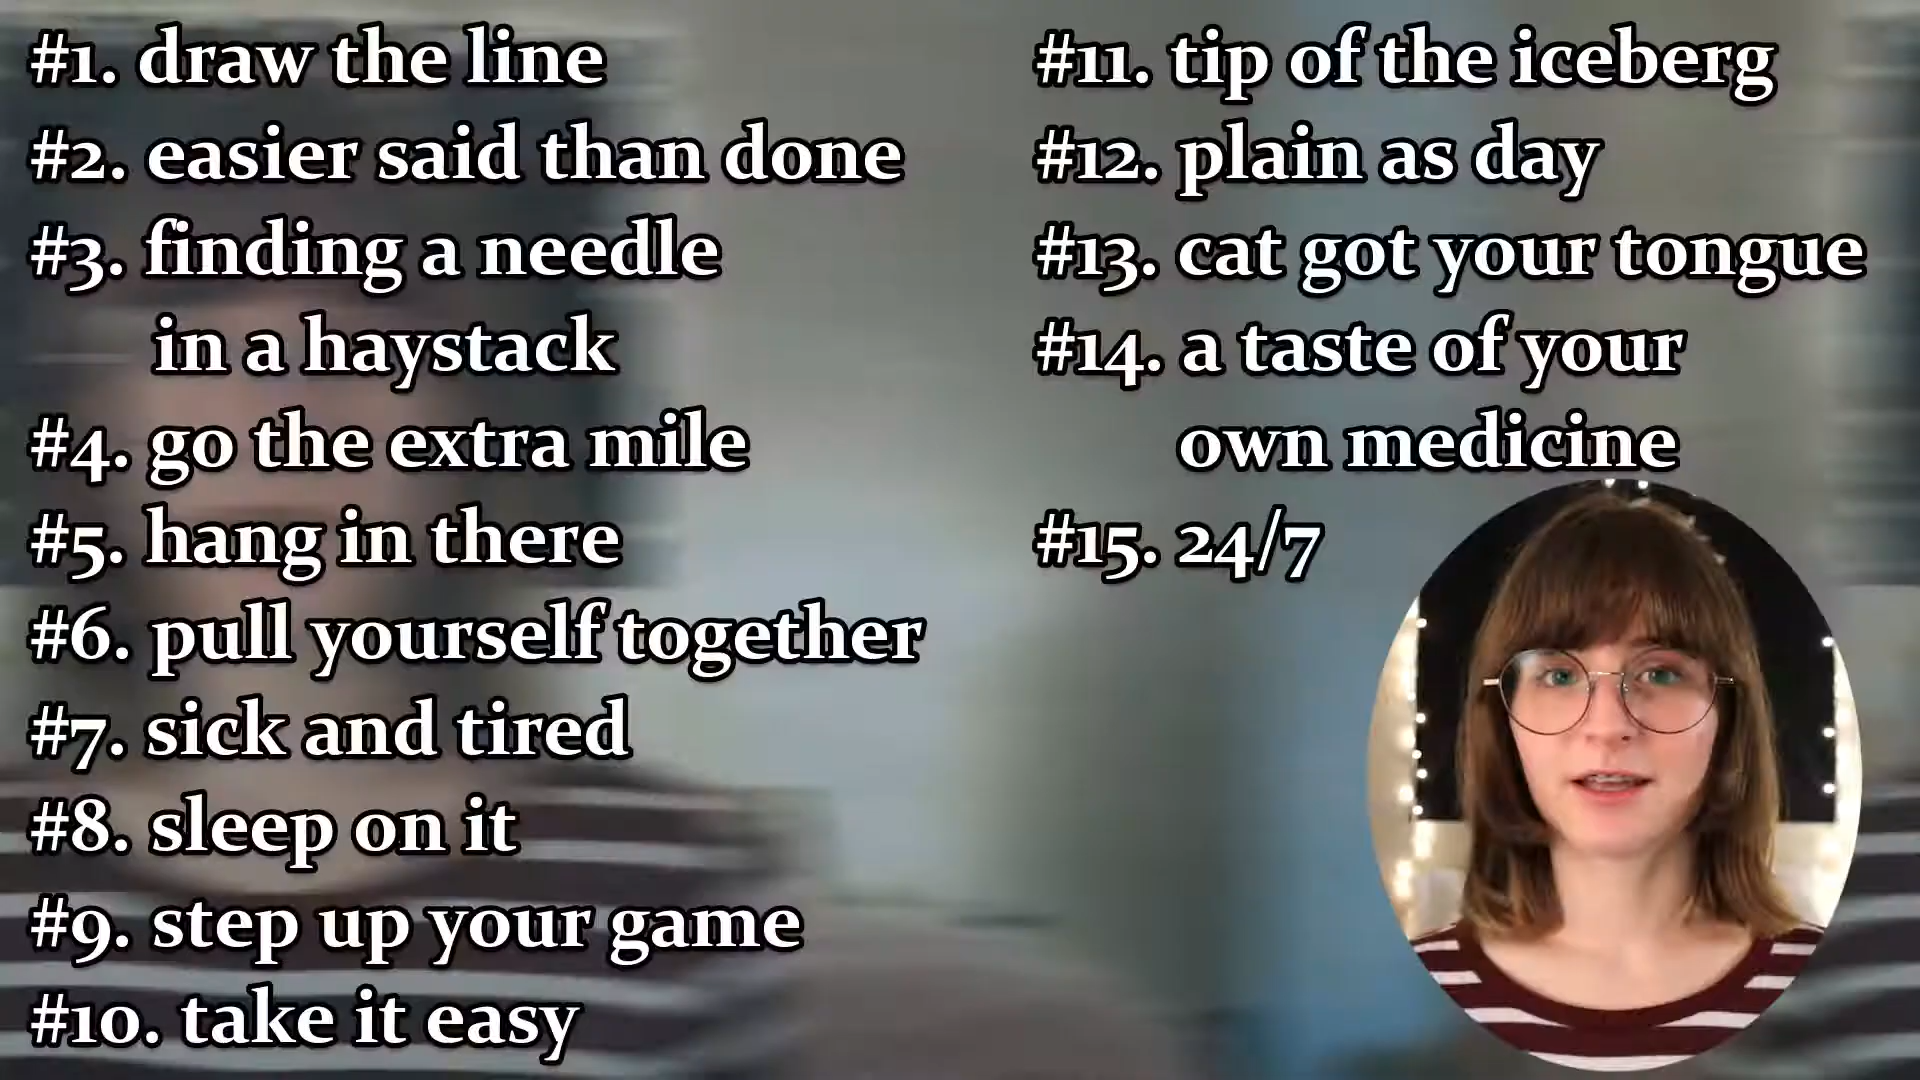 #1. draw the line
#2. easier said than done
#3. finding a needle
in a haystack
#4. go the extra mile
#5. hang in there
#6. pull yourself together
#7. sick and tired
#8. sleep on it
#9. step up your game
#10. take it easy
#11. tip of the iceberg
#12. plain as day
#13. cat got your tongue
#14. a taste of your
own medicine
#15. 24/7